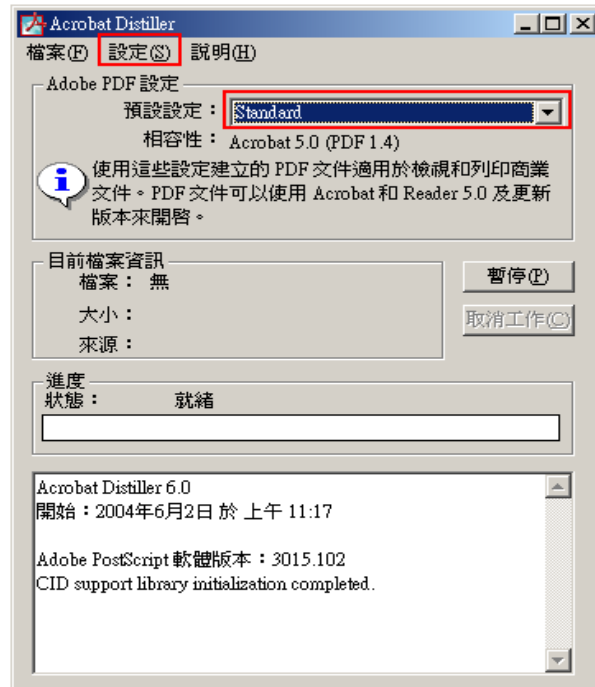 Acrobat Distiller
檔案(F) 設定(S) 說明(H)
Adobe PDF 設定
預設設定： Standard
相容性： Acrobat 5.0 (PDF 1.4)
使用這些設定建立的 PDF 文件適用於檢視和列印商業
文件。PDF 文件可以使用 Acrobat 和 Reader 5.0 及更新
版本來開啓。
目前檔案資訊
檔案： 無
暫停(P)
大小：
取消工作(C)
來源：
進度
狀態： 就緒
Acrobat Distiller 6.0
開始：2004年6月2日 於 上午 11:17
Adobe PostScript 軟體版本：3015.102
CID support library initialization completed.